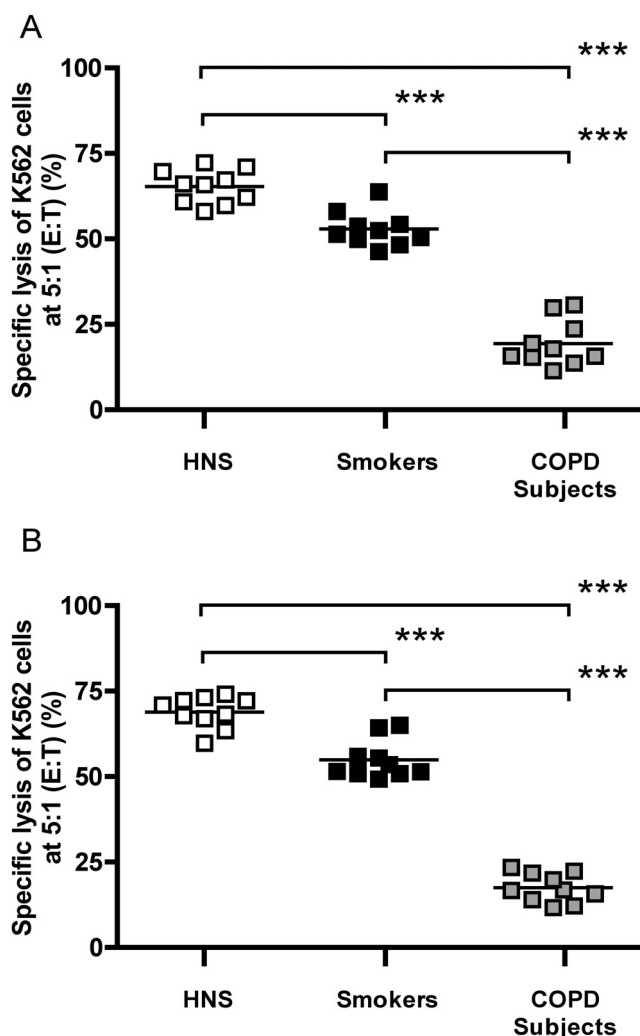 A
Specific lysis of K562 cells
at 5:1 (E:T) (%)
100
75
50
25
0
***
***
***
HNS
Smokers
COPD
Subjects
B
Specific lysis of K562 cells
at 5:1 (E:T) (%)
100
75
50
25
0
***
***
***
HNS
Smokers
COPD
Subjects